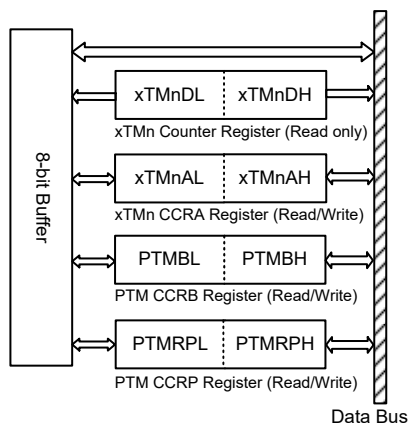 8-bit Buffer
xTMnDL xTMnDH
xTMn Counter Register (Read only)
xTMnAL xTMnAH
xTMn CCRA Register (Read/Write)
PTMBL PTMBH
PTM CCRB Register (Read/Write)
PTMRPL PTMRPH
PTM CCRP Register (Read/Write)
Data Bus